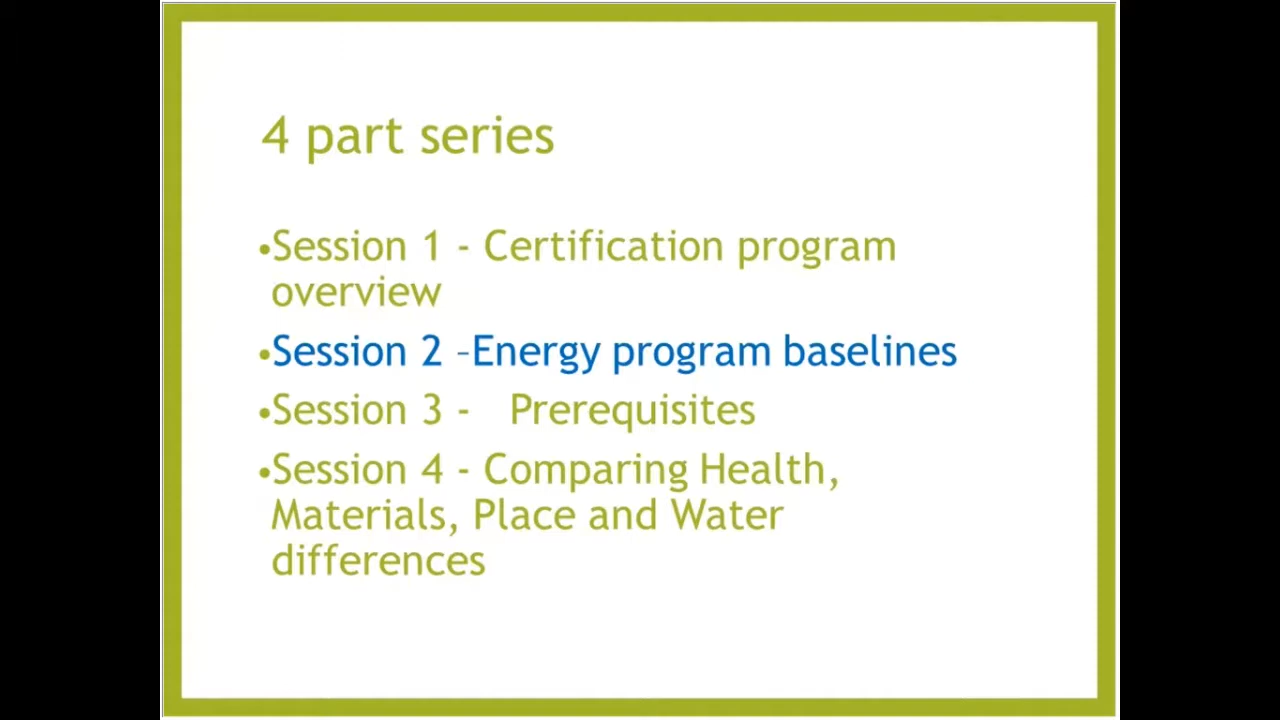 4 part series
•Session 1 - Certification program
overview
•Session 2 –Energy program baselines
•Session 3 - Prerequisites
•Session 4 - Comparing Health,
Materials, Place and Water
differences